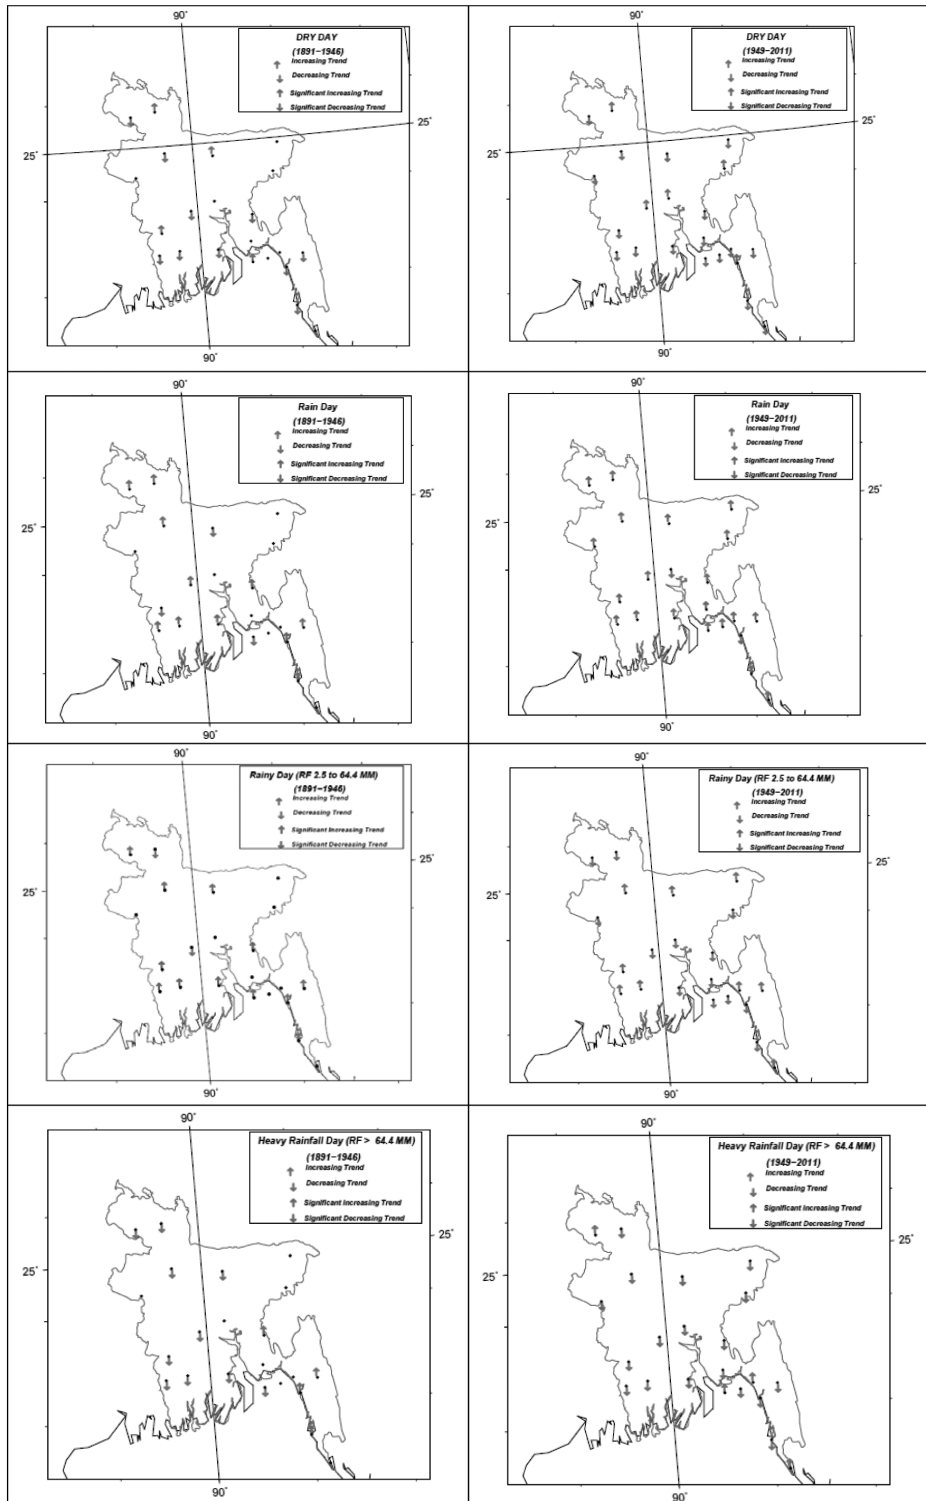 90°
DRY DAY
(1891–1946)
Increasing Trend
Decreasing Trend
Significant Increasing Trend
Significant Decreasing Trend
25°
25°
90°
90°
DRY DAY
(1949–2011)
Increasing Trend
Decreasing Trend
Significant Increasing Trend
Significant Decreasing Trend
25°
25°
90°
90°
Rain Day
(1891–1946)
Increasing Trend
Decreasing Trend
Significant Increasing Trend
Significant Decreasing Trend
25°
25°
90°
90°
Rain Day
(1949–2011)
Increasing Trend
Decreasing Trend
Significant Increasing Trend
Significant Decreasing Trend
25°
25°
90°
90°
Rainy Day (RF 2.5 to 64.4 MM)
(1891–1946)
Increasing Trend
Decreasing Trend
Significant Increasing Trend
Significant Decreasing Trend
25°
25°
90°
90°
Rainy Day (RF 2.5 to 64.4 MM)
(1949–2011)
Increasing Trend
Decreasing Trend
Significant Increasing Trend
Significant Decreasing Trend
25°
25°
90°
90°
Heavy Rainfall Day (RF > 64.4 MM)
(1891–1946)
Increasing Trend
Decreasing Trend
Significant Increasing Trend
Significant Decreasing Trend
25°
25°
90°
90°
Heavy Rainfall Day (RF > 64.4 MM)
(1949–2011)
Increasing Trend
Decreasing Trend
Significant Increasing Trend
Significant Decreasing Trend
25°
25°
90°